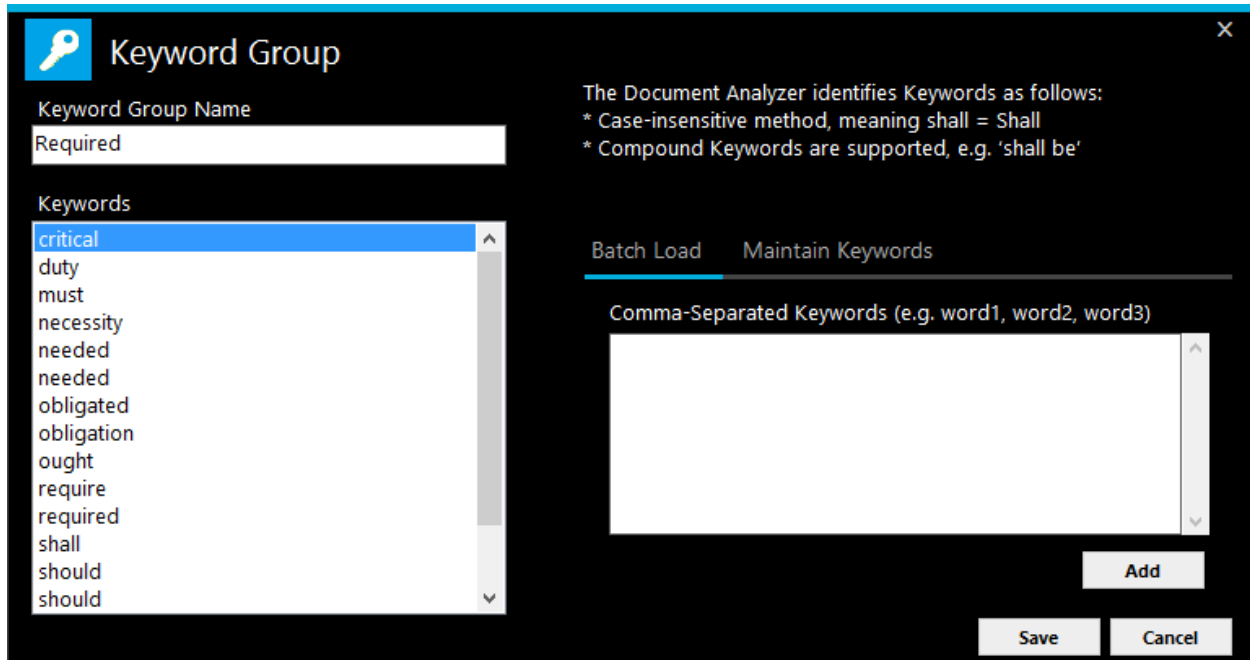 Keyword Group
Keyword Group Name
Required
Keywords
critical
duty
must
necessity
needed
needed
obligated
obligation
ought
require
required
shall
should
should
The Document Analyzer identifies Keywords as follows:
* Case-insensitive method, meaning shall = Shall
* Compound Keywords are supported, e.g. ‘shall be’
Batch Load Maintain Keywords
Comma-Separated Keywords (e.g. word1, word2, word3)
Add
Save Cancel